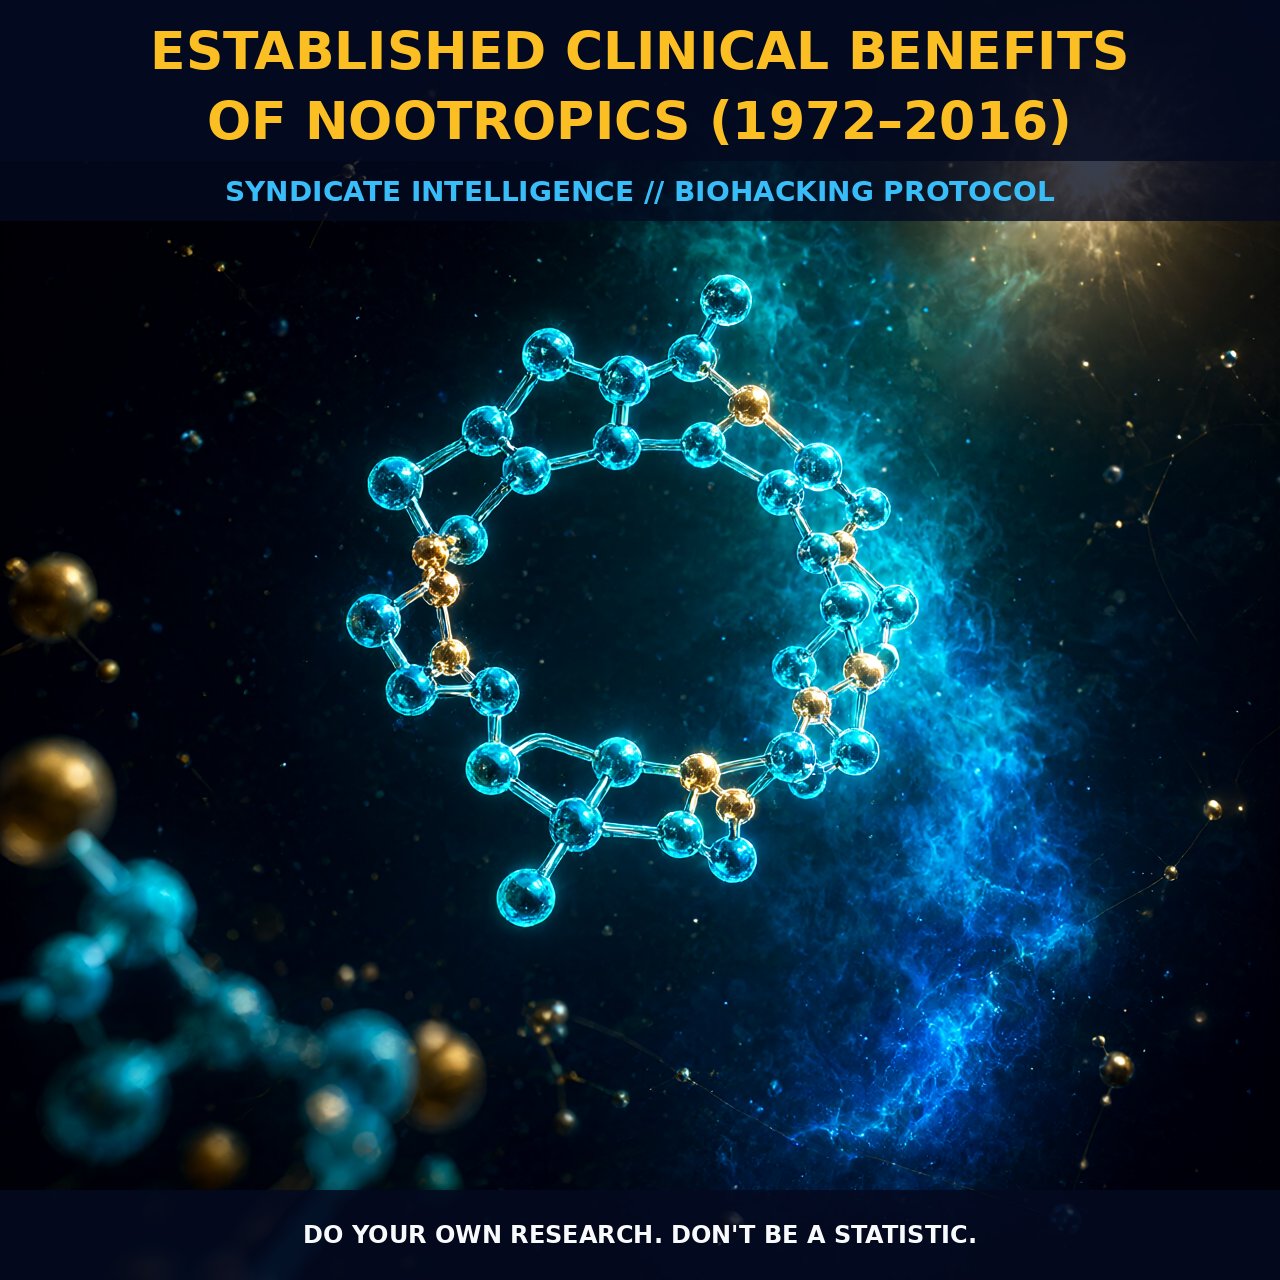 ESTABLISHED CLINICAL BENEFITS
OF NOOTROPICS (1972–2016)
SYNDICATE INTELLIGENCE // BIOHACKING PROTOCOL
DO YOUR OWN RESEARCH. DON'T BE A STATISTIC.